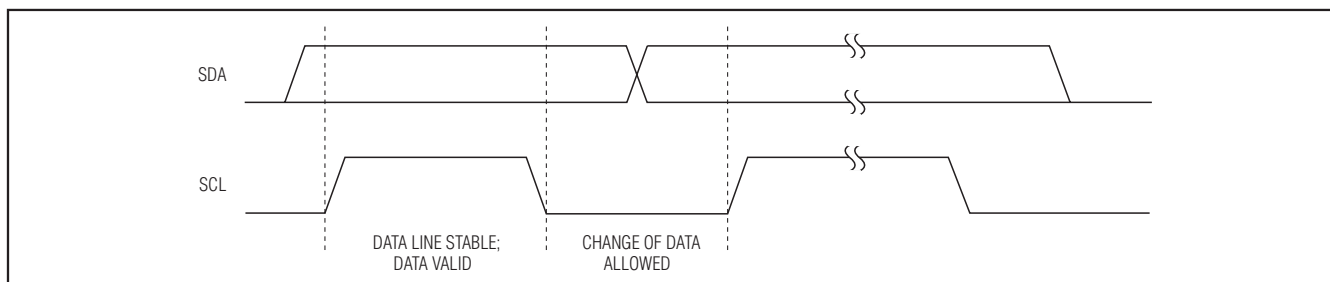 SDA
SCL
DATA LINE STABLE;
DATA VALID
CHANGE OF DATA
ALLOWED